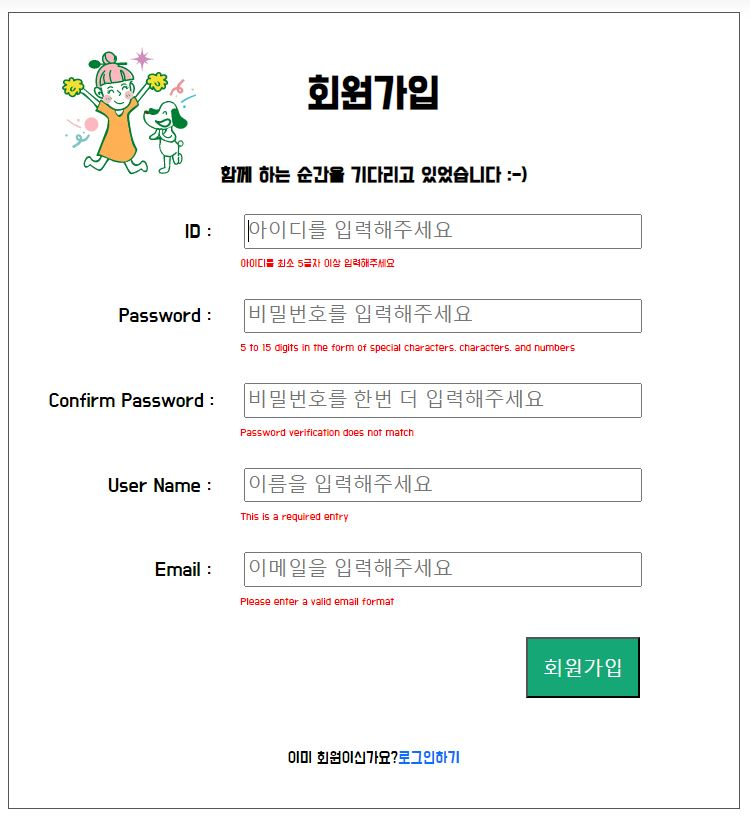 회원가입
함께 하는 순간을 기다리고 있었습니다 :-)
ID : 아이디를 입력해주세요
아이디를 최소 5글자 이상 입력해주세요
Password : 비밀번호를 입력해주세요
5 to 15 digits in the form of special characters, characters, and numbers
Confirm Password : 비밀번호를 한번 더 입력해주세요
Password verification does not match
User Name : 이름을 입력해주세요
This is a required entry
Email : 이메일을 입력해주세요
Please enter a valid email format
회원가입
이미 회원이신가요?로그인하기